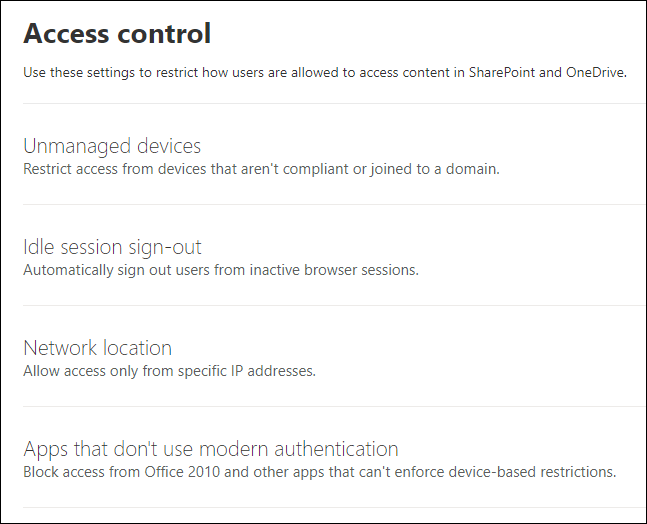 Access control
Use these settings to restrict how users are allowed to access content in SharePoint and OneDrive.
Unmanaged devices
Restrict access from devices that aren't compliant or joined to a domain.
Idle session sign-out
Automatically sign out users from inactive browser sessions.
Network location
Allow access only from specific IP addresses.
Apps that don't use modern authentication
Block access from Office 2010 and other apps that can't enforce device-based restrictions.